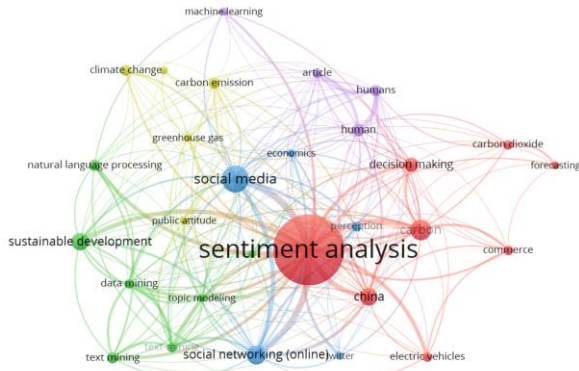 machine learning
climate change
carbon emission
article
humans
greenhouse gas
human
economics
carbon dioxide
decision making
forecasting
natural language processing
social media
public attitude
perception
carbon
sustainable development
sentiment analysis
commerce
data mining
topic modeling
china
text-mining
text mining
social networking (online)
twitter
electric vehicles